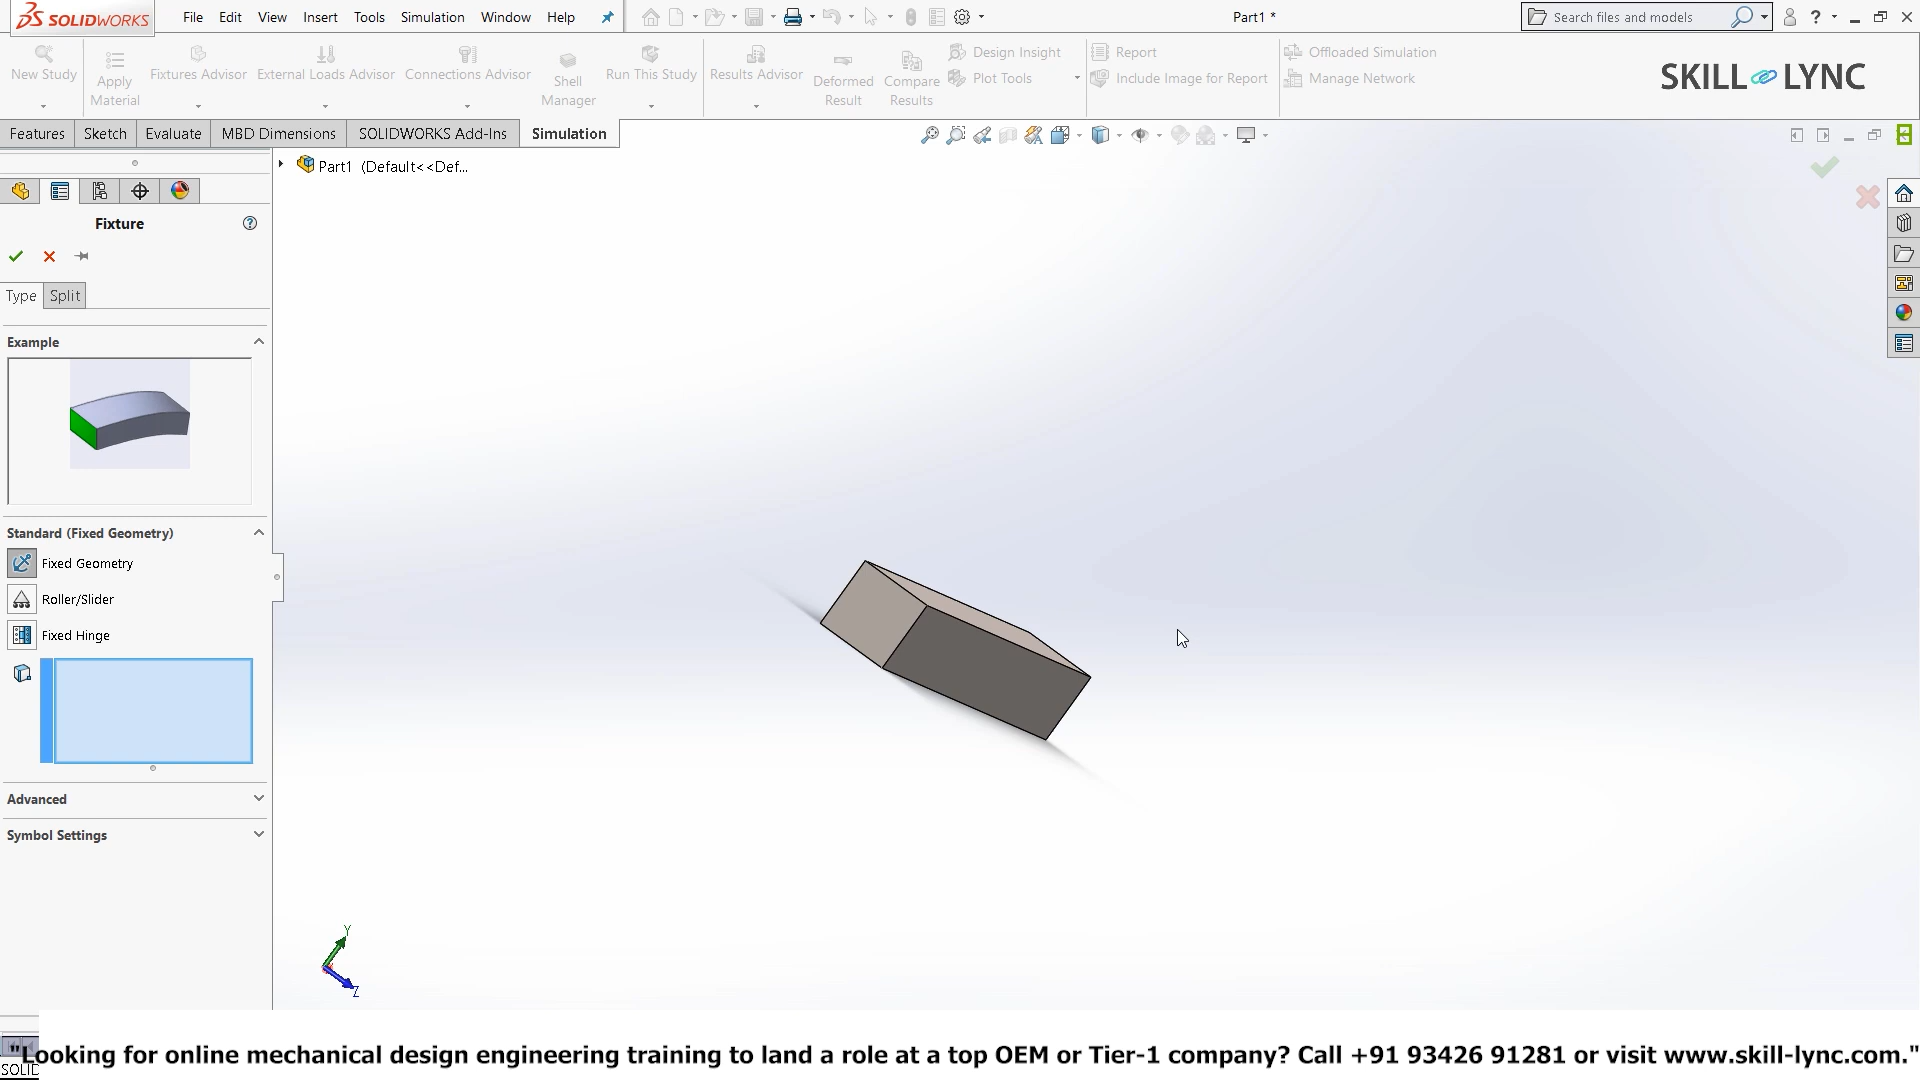 SOLIDWORKS File Edit View Insert Tools Simulation Window Help Part1 * Search files and models
New Study Apply Material Fixtures Advisor External Loads Advisor Connections Advisor Shell Manager Run This Study Results Advisor Deformed Result Compare Results Design Insight Plot Tools Report Include Image for Report Offloaded Simulation Manage Network
SKILL LYNC
Features Sketch Evaluate MBD Dimensions SOLIDWORKS Add-Ins Simulation
Part1 (Default<<Def...
Fixture
Type Split
Example
Standard (Fixed Geometry)
Fixed Geometry
Roller/Slider
Fixed Hinge
Advanced
Symbol Settings
Y
Z
Looking for online mechanical design engineering training to land a role at a top OEM or Tier-1 company? Call +91 93426 91281 or visit www.skill-lync.com."
SOLID